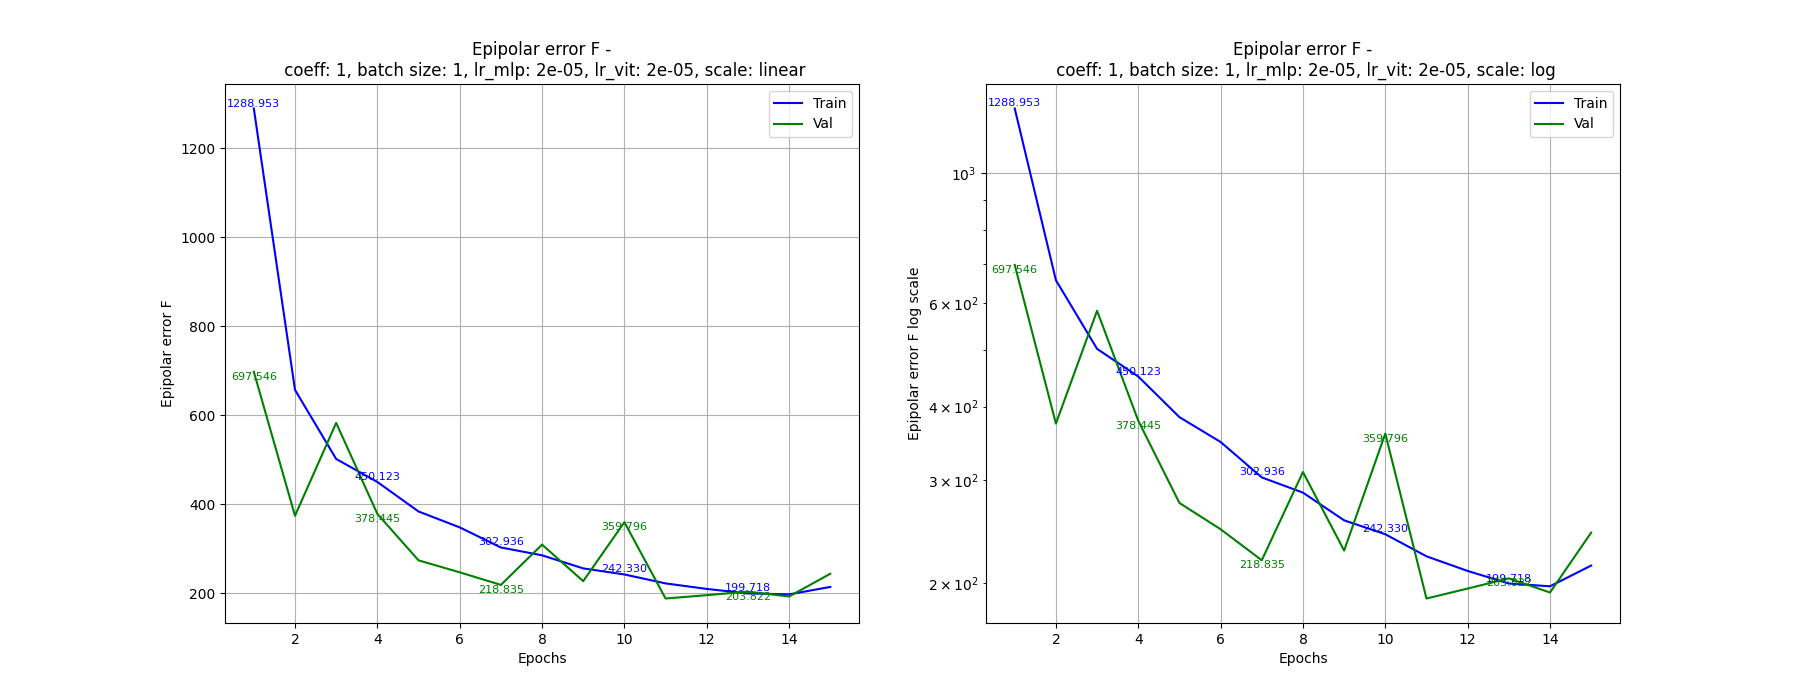 Epipolar error F -
coeff: 1, batch size: 1, lr_mlp: 2e-05, lr_vit: 2e-05, scale: linear
Train
Val
1288.953
697.546
450.123
378.445
302.936
218.835
359.796
242.330
199.718
203.822
1200
1000
800
600
400
200
Epipolar error F
2 4 6 8 10 12 14
Epochs
Epipolar error F -
coeff: 1, batch size: 1, lr_mlp: 2e-05, lr_vit: 2e-05, scale: log
Train
Val
1288.953
697.546
450.123
378.445
302.936
218.835
359.796
242.330
199.718
203.822
10³
6 × 10²
4 × 10²
3 × 10²
2 × 10²
Epipolar error F log scale
2 4 6 8 10 12 14
Epochs